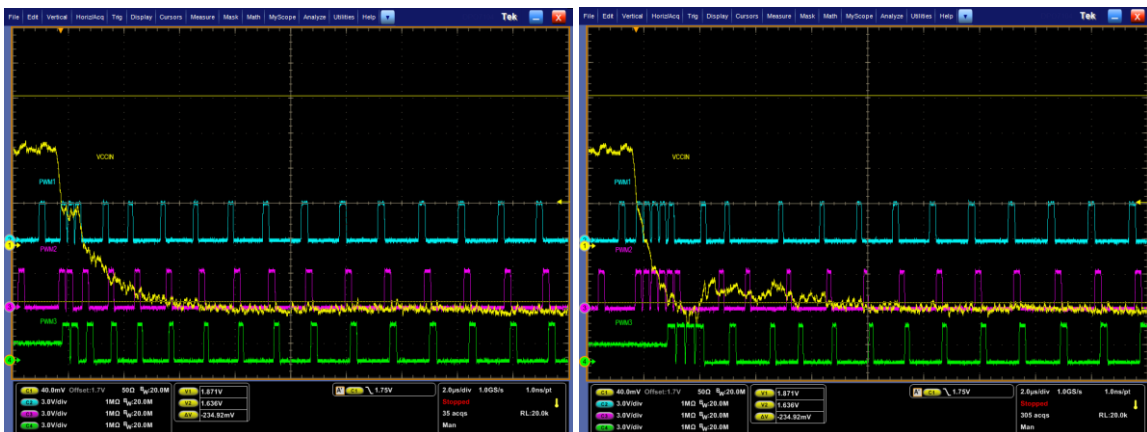 File Edit Vertical Horiz/Acq Trig Display Cursors Measure Mask Math MyScope Analyze Utilities Help Tek X
VCCIN
PWM1
1
PWM2
3
PWM3
4
C1 40.0mV Offset:1.7V 50Ω BW:20.0M
C2 3.0V/div 1MΩ BW:20.0M
C3 3.0V/div 1MΩ BW:20.0M
C4 3.0V/div 1MΩ BW:20.0M
V1 1.871V
V2 1.636V
ΔV -234.92mV
A' C1 1.75V
2.0µs/div 1.0GS/s 1.0ns/pt
Stopped
35 acqs RL:20.0k
Man
File Edit Vertical Horiz/Acq Trig Display Cursors Measure Mask Math MyScope Analyze Utilities Help Tek X
VCCIN
PWM1
1
PWM2
3
PWM3
4
C1 40.0mV Offset:1.7V 50Ω BW:20.0M
C2 3.0V/div 1MΩ BW:20.0M
C3 3.0V/div 1MΩ BW:20.0M
C4 3.0V/div 1MΩ BW:20.0M
V1 1.871V
V2 1.636V
ΔV -234.92mV
A' C1 1.75V
2.0µs/div 1.0GS/s 1.0ns/pt
Stopped
305 acqs RL:20.0k
Man